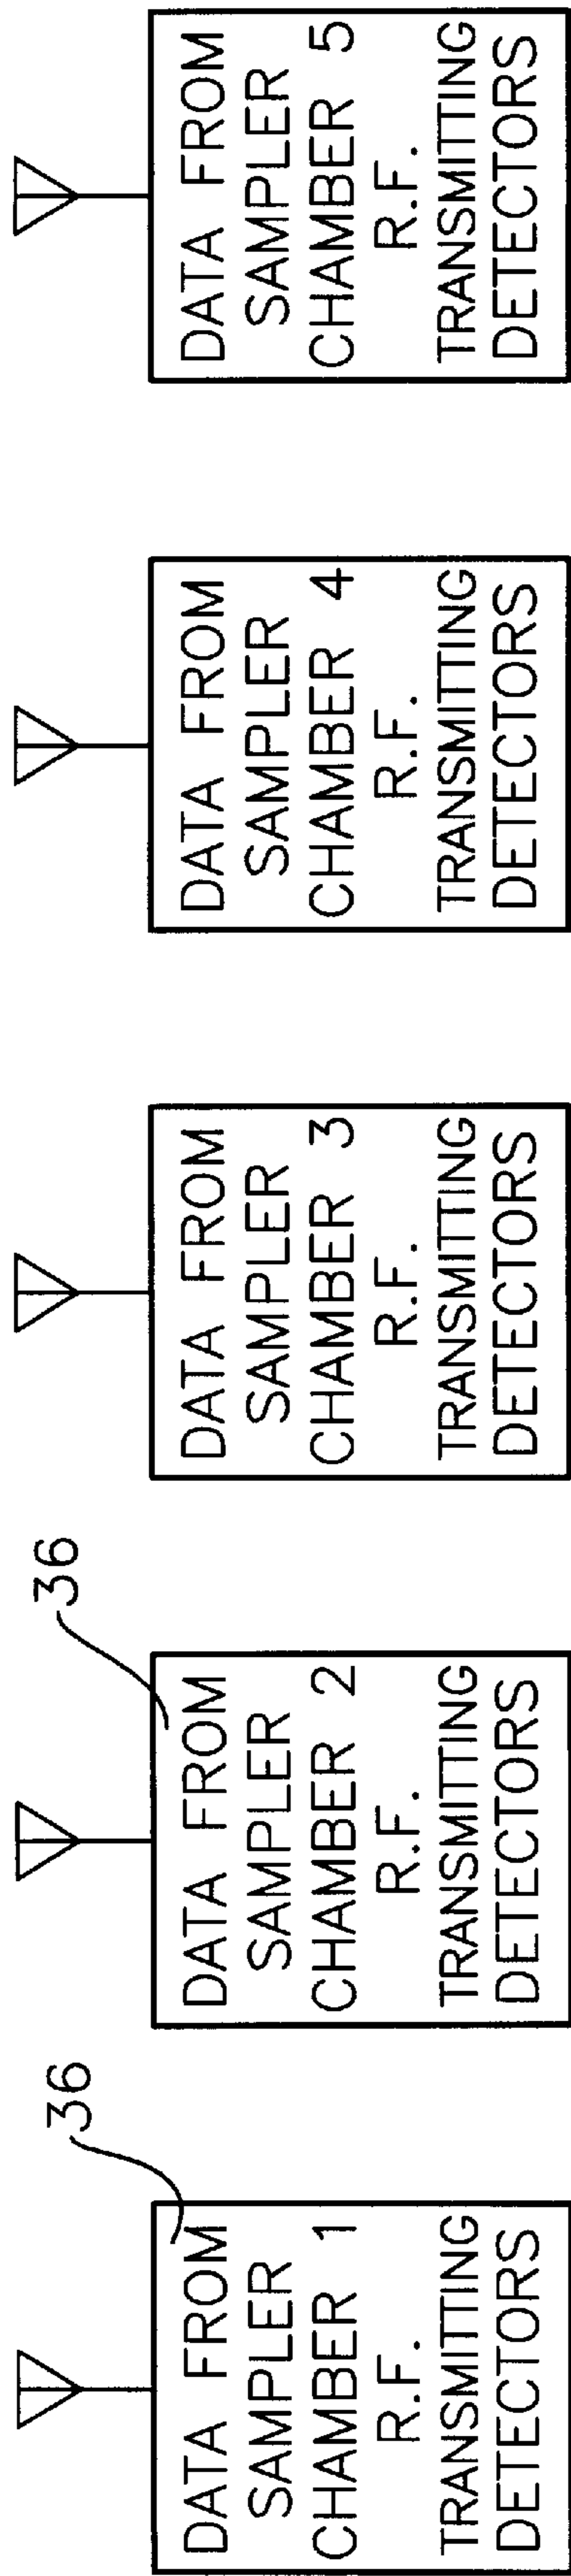 DATA FROM
SAMPLER
CHAMBER 1
R.F.
TRANSMITTING
DETECTORS
36
DATA FROM
SAMPLER
CHAMBER 2
R.F.
TRANSMITTING
DETECTORS
36
DATA FROM
SAMPLER
CHAMBER 3
R.F.
TRANSMITTING
DETECTORS
DATA FROM
SAMPLER
CHAMBER 4
R.F.
TRANSMITTING
DETECTORS
DATA FROM
SAMPLER
CHAMBER 5
R.F.
TRANSMITTING
DETECTORS